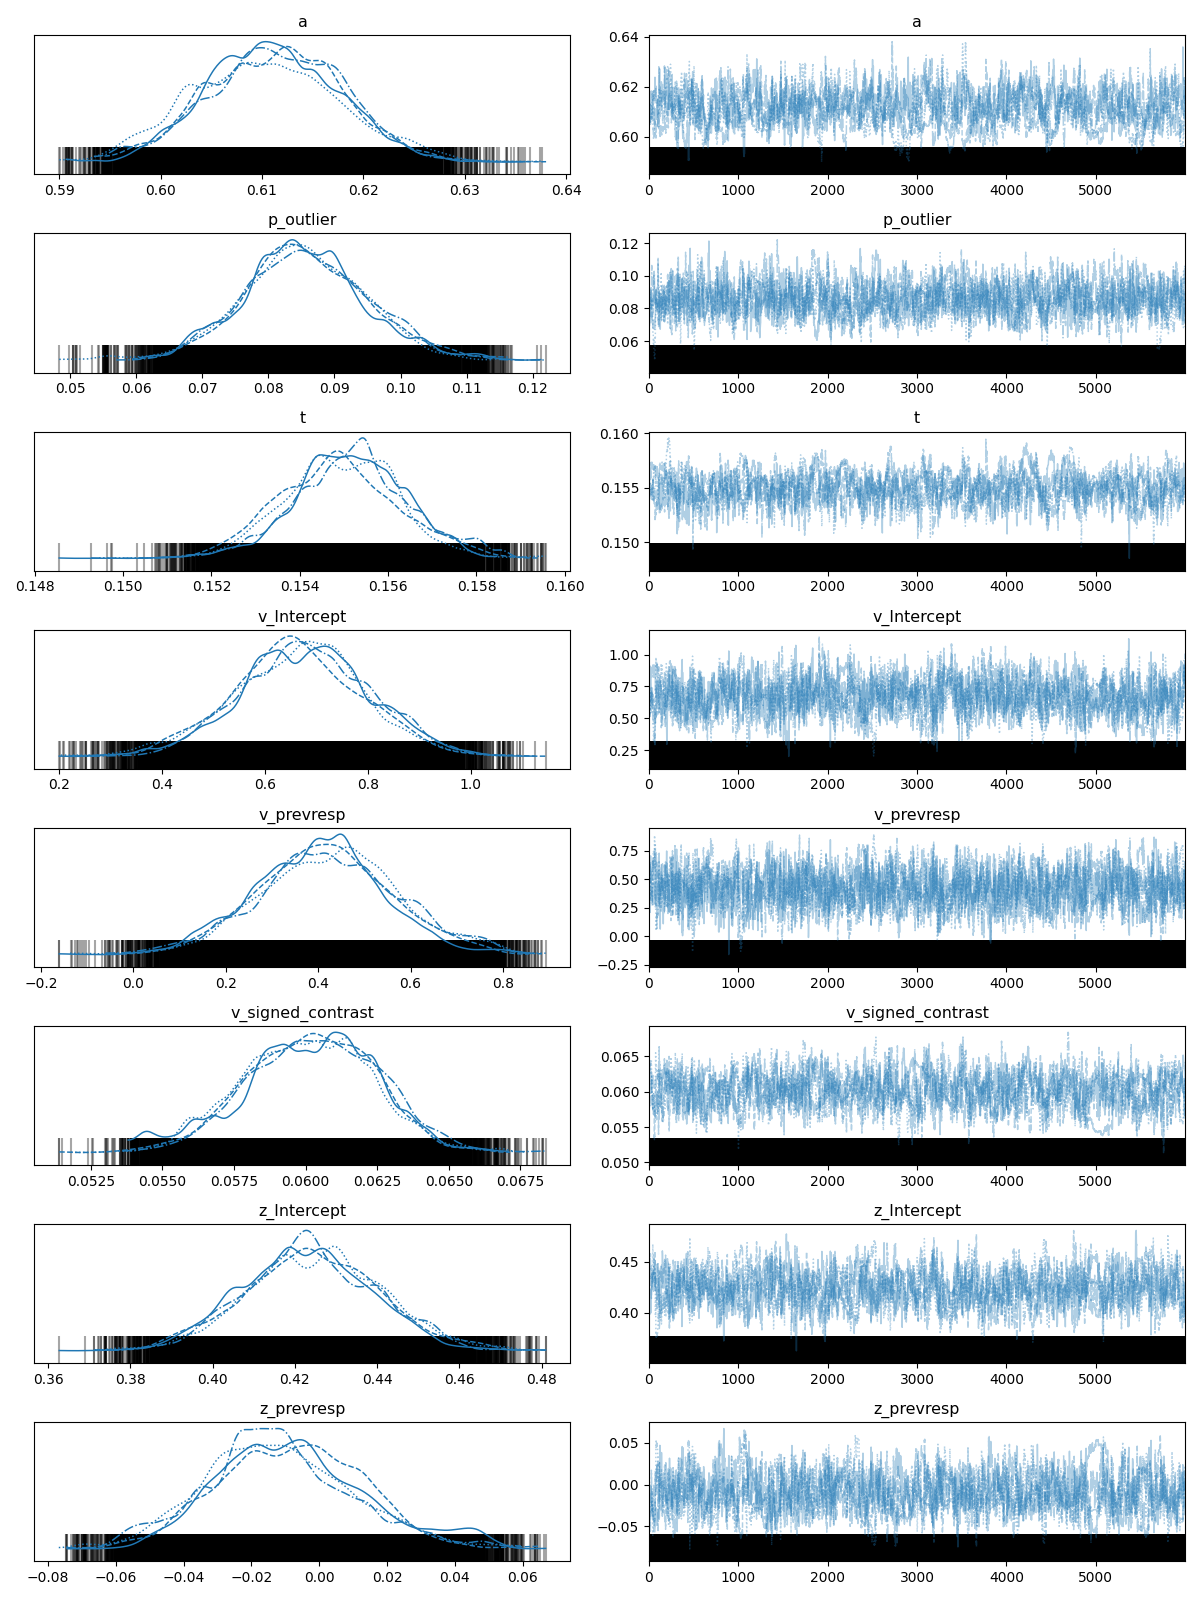 a a
0.64
0.62
0.60
0.59 0.60 0.61 0.62 0.63 0.64 0 1000 2000 3000 4000 5000
p_outlier p_outlier
0.12
0.10
0.08
0.06
0.05 0.06 0.07 0.08 0.09 0.10 0.11 0.12 0 1000 2000 3000 4000 5000
t t
0.160
0.155
0.150
0.148 0.150 0.152 0.154 0.156 0.158 0.160 0 1000 2000 3000 4000 5000
v_Intercept v_Intercept
1.00
0.75
0.50
0.25
0.2 0.4 0.6 0.8 1.0 0 1000 2000 3000 4000 5000
v_prevresp v_prevresp
0.75
0.50
0.25
0.00
−0.25
−0.2 0.0 0.2 0.4 0.6 0.8 0 1000 2000 3000 4000 5000
v_signed_contrast v_signed_contrast
0.065
0.060
0.055
0.050
0.0525 0.0550 0.0575 0.0600 0.0625 0.0650 0.0675 0 1000 2000 3000 4000 5000
z_Intercept z_Intercept
0.45
0.40
0.36 0.38 0.40 0.42 0.44 0.46 0.48 0 1000 2000 3000 4000 5000
z_prevresp z_prevresp
0.05
0.00
−0.05
−0.08 −0.06 −0.04 −0.02 0.00 0.02 0.04 0.06 0 1000 2000 3000 4000 5000